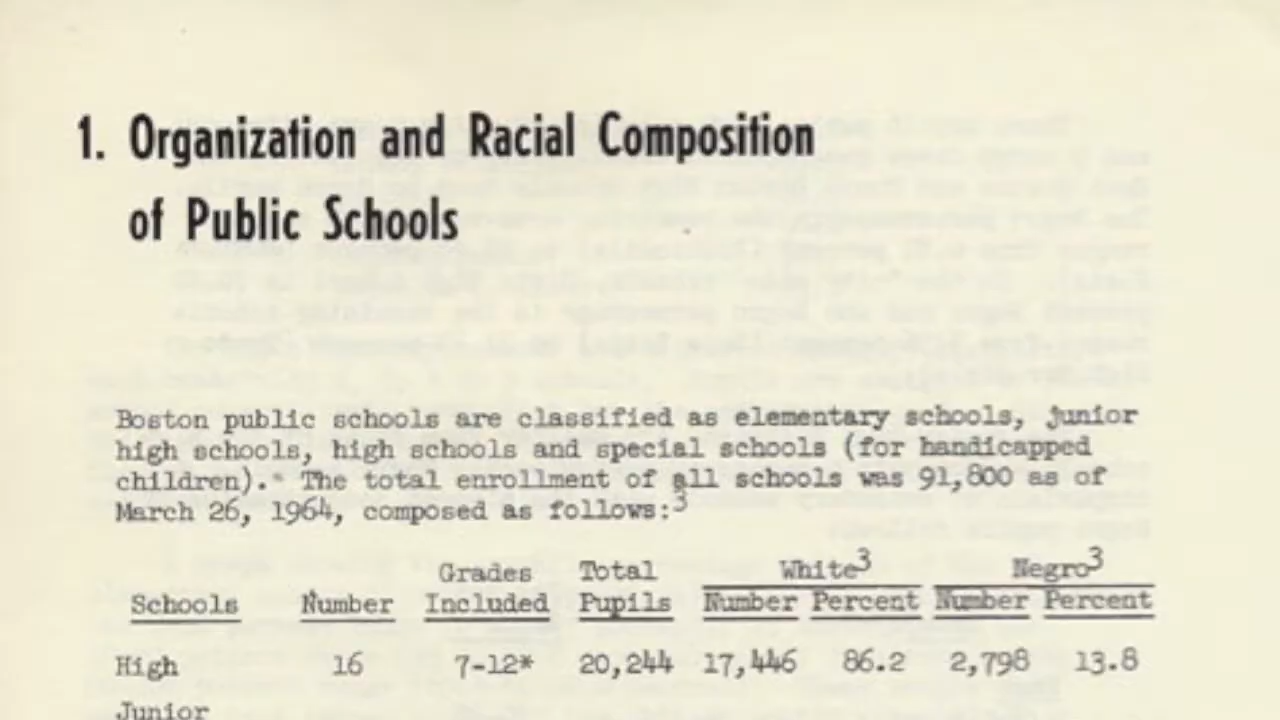 1. Organization and Racial Composition
of Public Schools
Boston public schools are classified as elementary schools, junior
high schools, high schools and special schools (for handicapped
children).* The total enrollment of all schools was 91,800 as of
March 26, 1964, composed as follows:3
Grades Total White3 Negro3
Schools Number Included Pupils Number Percent Number Percent
High 16 7-12* 20,244 17,446 86.2 2,798 13.8
Junior